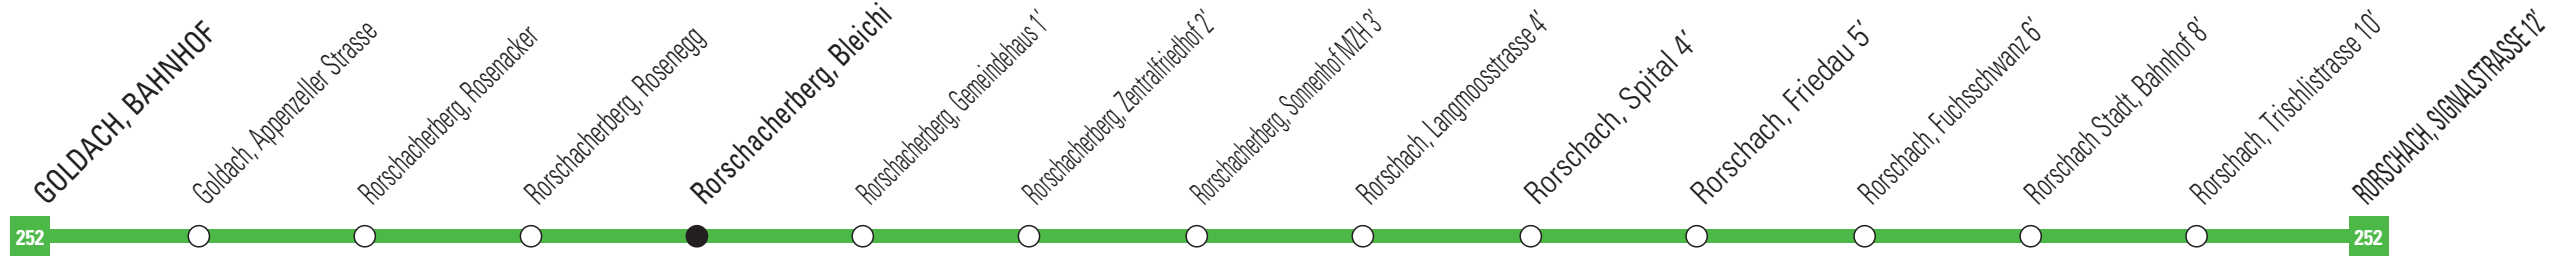 GOLDACH, BAHNHOF
Goldach, Appenzeller Strasse
Rorschacherberg, Rosenacker
Rorschacherberg, Rosenegg
Rorschacherberg, Bleichi
Rorschacherberg, Gemeindehaus 1'
Rorschacherberg, Zentralfriedhof 2'
Rorschacherberg, Sonnenhof MZH 3'
Rorschach, Langmoosstrasse 4'
Rorschach, Spital 4'
Rorschach, Friedau 5'
Rorschach, Fuchsschwanz 6'
Rorschach Stadt, Bahnhof 8'
Rorschach, Trischlistrasse 10'
RORSCHACH, SIGNALSTRASSE 12'
252
252